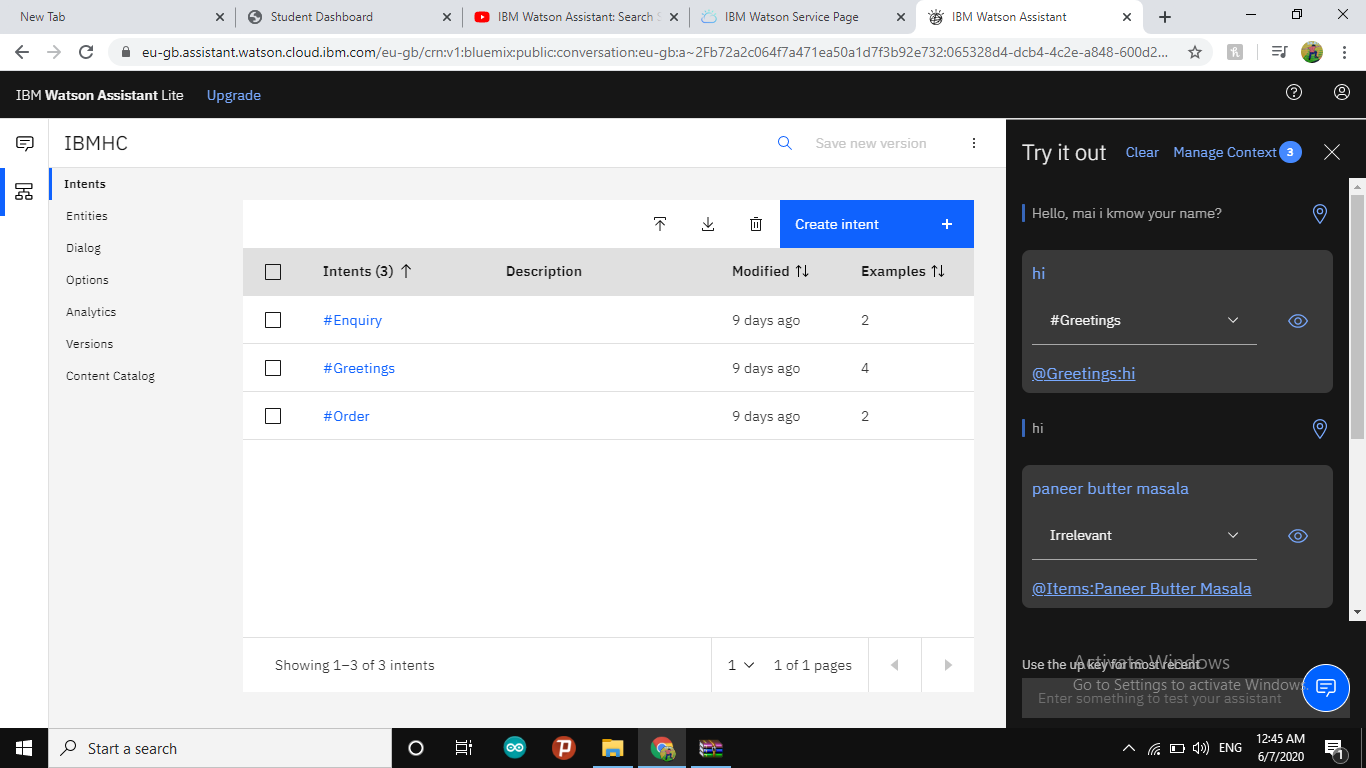 New Tab
Student Dashboard
IBM Watson Assistant: Search S
IBM Watson Service Page
IBM Watson Assistant
eu-gb.assistant.watson.cloud.ibm.com/eu-gb/crn:v1:bluemix:public:conversation:eu-gb:a~2Fb72a2c064f7a471ea50a1d7f3b92e732:065328d4-dcb4-4c2e-a848-600d2...
IBM Watson Assistant Lite Upgrade
IBMHC
Save new version
Try it out Clear Manage Context 3
Intents
Entities
Dialog
Options
Analytics
Versions
Content Catalog
Create intent +
Intents (3) Description Modified Examples
#Enquiry 9 days ago 2
#Greetings 9 days ago 4
#Order 9 days ago 2
Showing 1–3 of 3 intents 1 1 of 1 pages
Hello, mai i kmow your name?
hi
#Greetings
@Greetings:hi
hi
paneer butter masala
Irrelevant
@Items:Paneer Butter Masala
Use the up key for most recent
Activate Windows
Go to Settings to activate Windows.
Enter something to test your assistant
Start a search
ENG
12:45 AM
6/7/2020
1